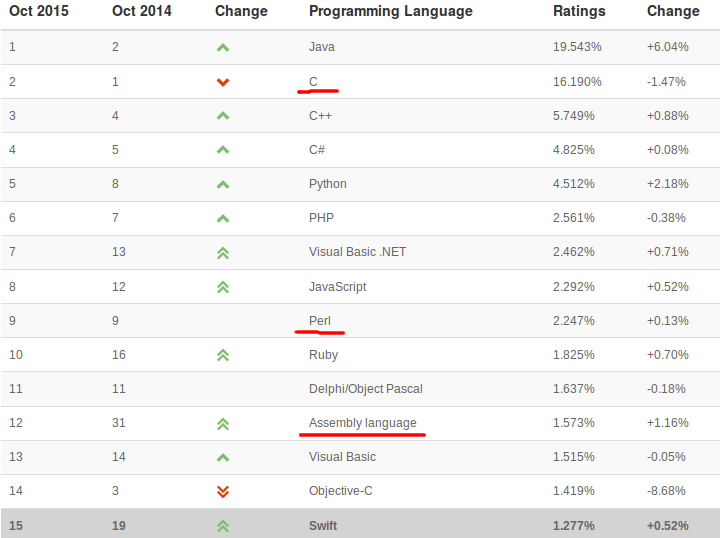 Oct 2015 Oct 2014 Change Programming Language Ratings Change
1 2 Java 19.543% +6.04%
2 1 C 16.190% -1.47%
3 4 C++ 5.749% +0.88%
4 5 C# 4.825% +0.08%
5 8 Python 4.512% +2.18%
6 7 PHP 2.561% -0.38%
7 13 Visual Basic .NET 2.462% +0.71%
8 12 JavaScript 2.292% +0.52%
9 9 Perl 2.247% +0.13%
10 16 Ruby 1.825% +0.70%
11 11 Delphi/Object Pascal 1.637% -0.18%
12 31 Assembly language 1.573% +1.16%
13 14 Visual Basic 1.515% -0.05%
14 3 Objective-C 1.419% -8.68%
15 19 Swift 1.277% +0.52%